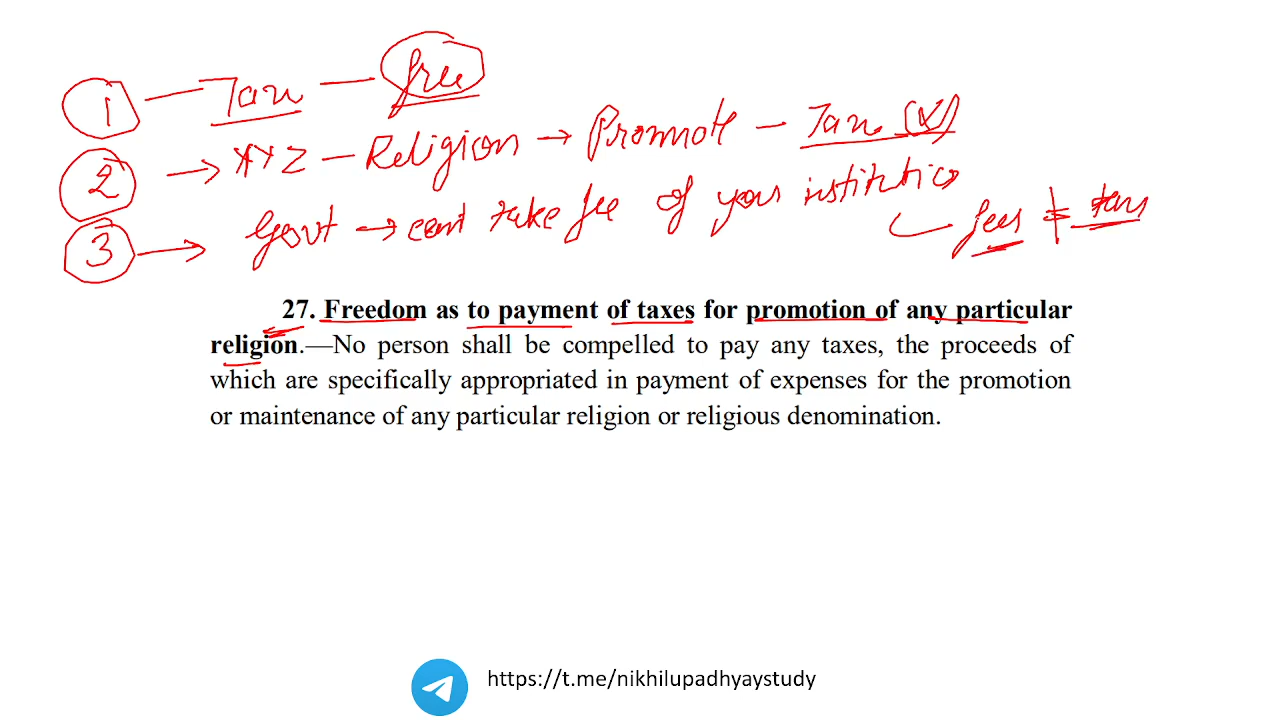 1 — Tax — free
2 → XYZ — Religion → Promote — Tax (X)
3 → Govt → can take fee of your institution
fees ≠ tax
27. Freedom as to payment of taxes for promotion of any particular
religion.—No person shall be compelled to pay any taxes, the proceeds of
which are specifically appropriated in payment of expenses for the promotion
or maintenance of any particular religion or religious denomination.
https://t.me/nikhilupadhyaystudy